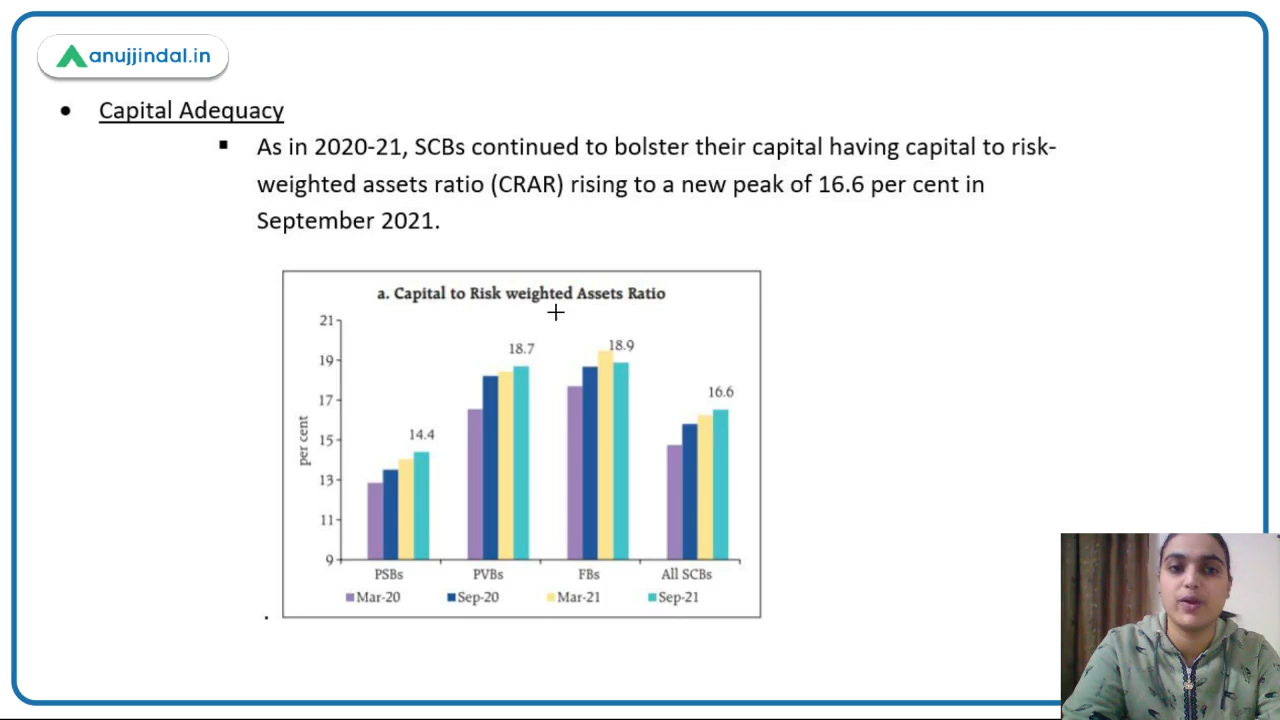 anujjindal.in
• Capital Adequacy
▪ As in 2020-21, SCBs continued to bolster their capital having capital to risk-
weighted assets ratio (CRAR) rising to a new peak of 16.6 per cent in
September 2021.
a. Capital to Risk weighted Assets Ratio
21
19
17
15
13
11
9
per cent
14.4
18.7
18.9
16.6
PSBs PVBs FBs All SCBs
Mar-20 Sep-20 Mar-21 Sep-21
.